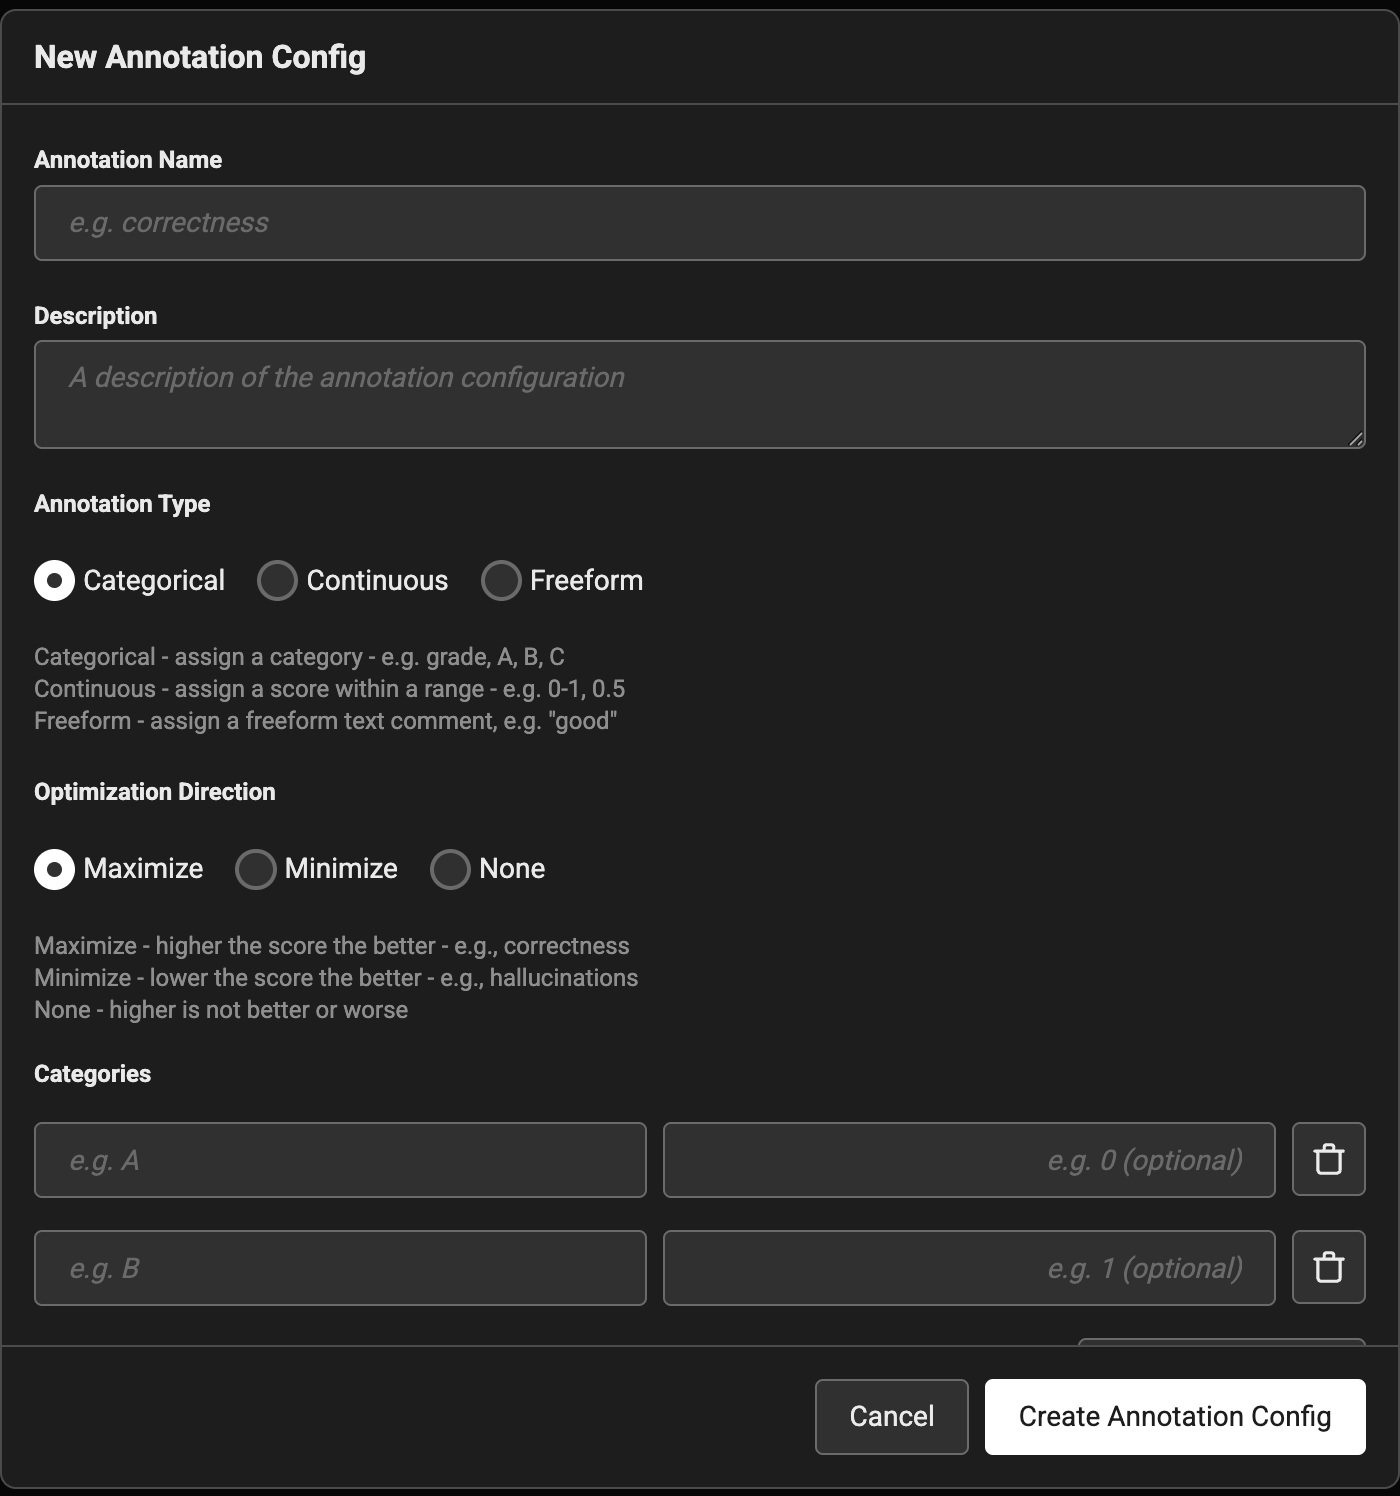 New Annotation Config
Annotation Name
e.g. correctness
Description
A description of the annotation configuration
Annotation Type
Categorical Continuous Freeform
Categorical - assign a category - e.g. grade, A, B, C
Continuous - assign a score within a range - e.g. 0-1, 0.5
Freeform - assign a freeform text comment, e.g. "good"
Optimization Direction
Maximize Minimize None
Maximize - higher the score the better - e.g., correctness
Minimize - lower the score the better - e.g., hallucinations
None - higher is not better or worse
Categories
e.g. A e.g. 0 (optional)
e.g. B e.g. 1 (optional)
Cancel Create Annotation Config